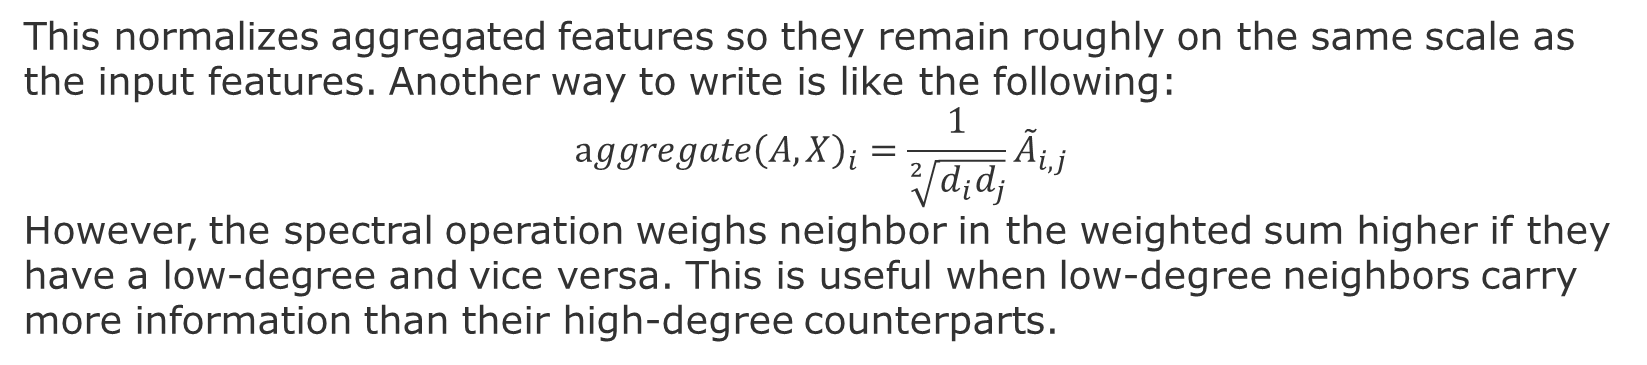 This normalizes aggregated features so they remain roughly on the same scale as
the input features. Another way to write is like the following:
aggregate(A, X)ᵢ = 1 / ²√(dᵢdⱼ) Ãᵢ,ⱼ
However, the spectral operation weighs neighbor in the weighted sum higher if they
have a low-degree and vice versa. This is useful when low-degree neighbors carry
more information than their high-degree counterparts.